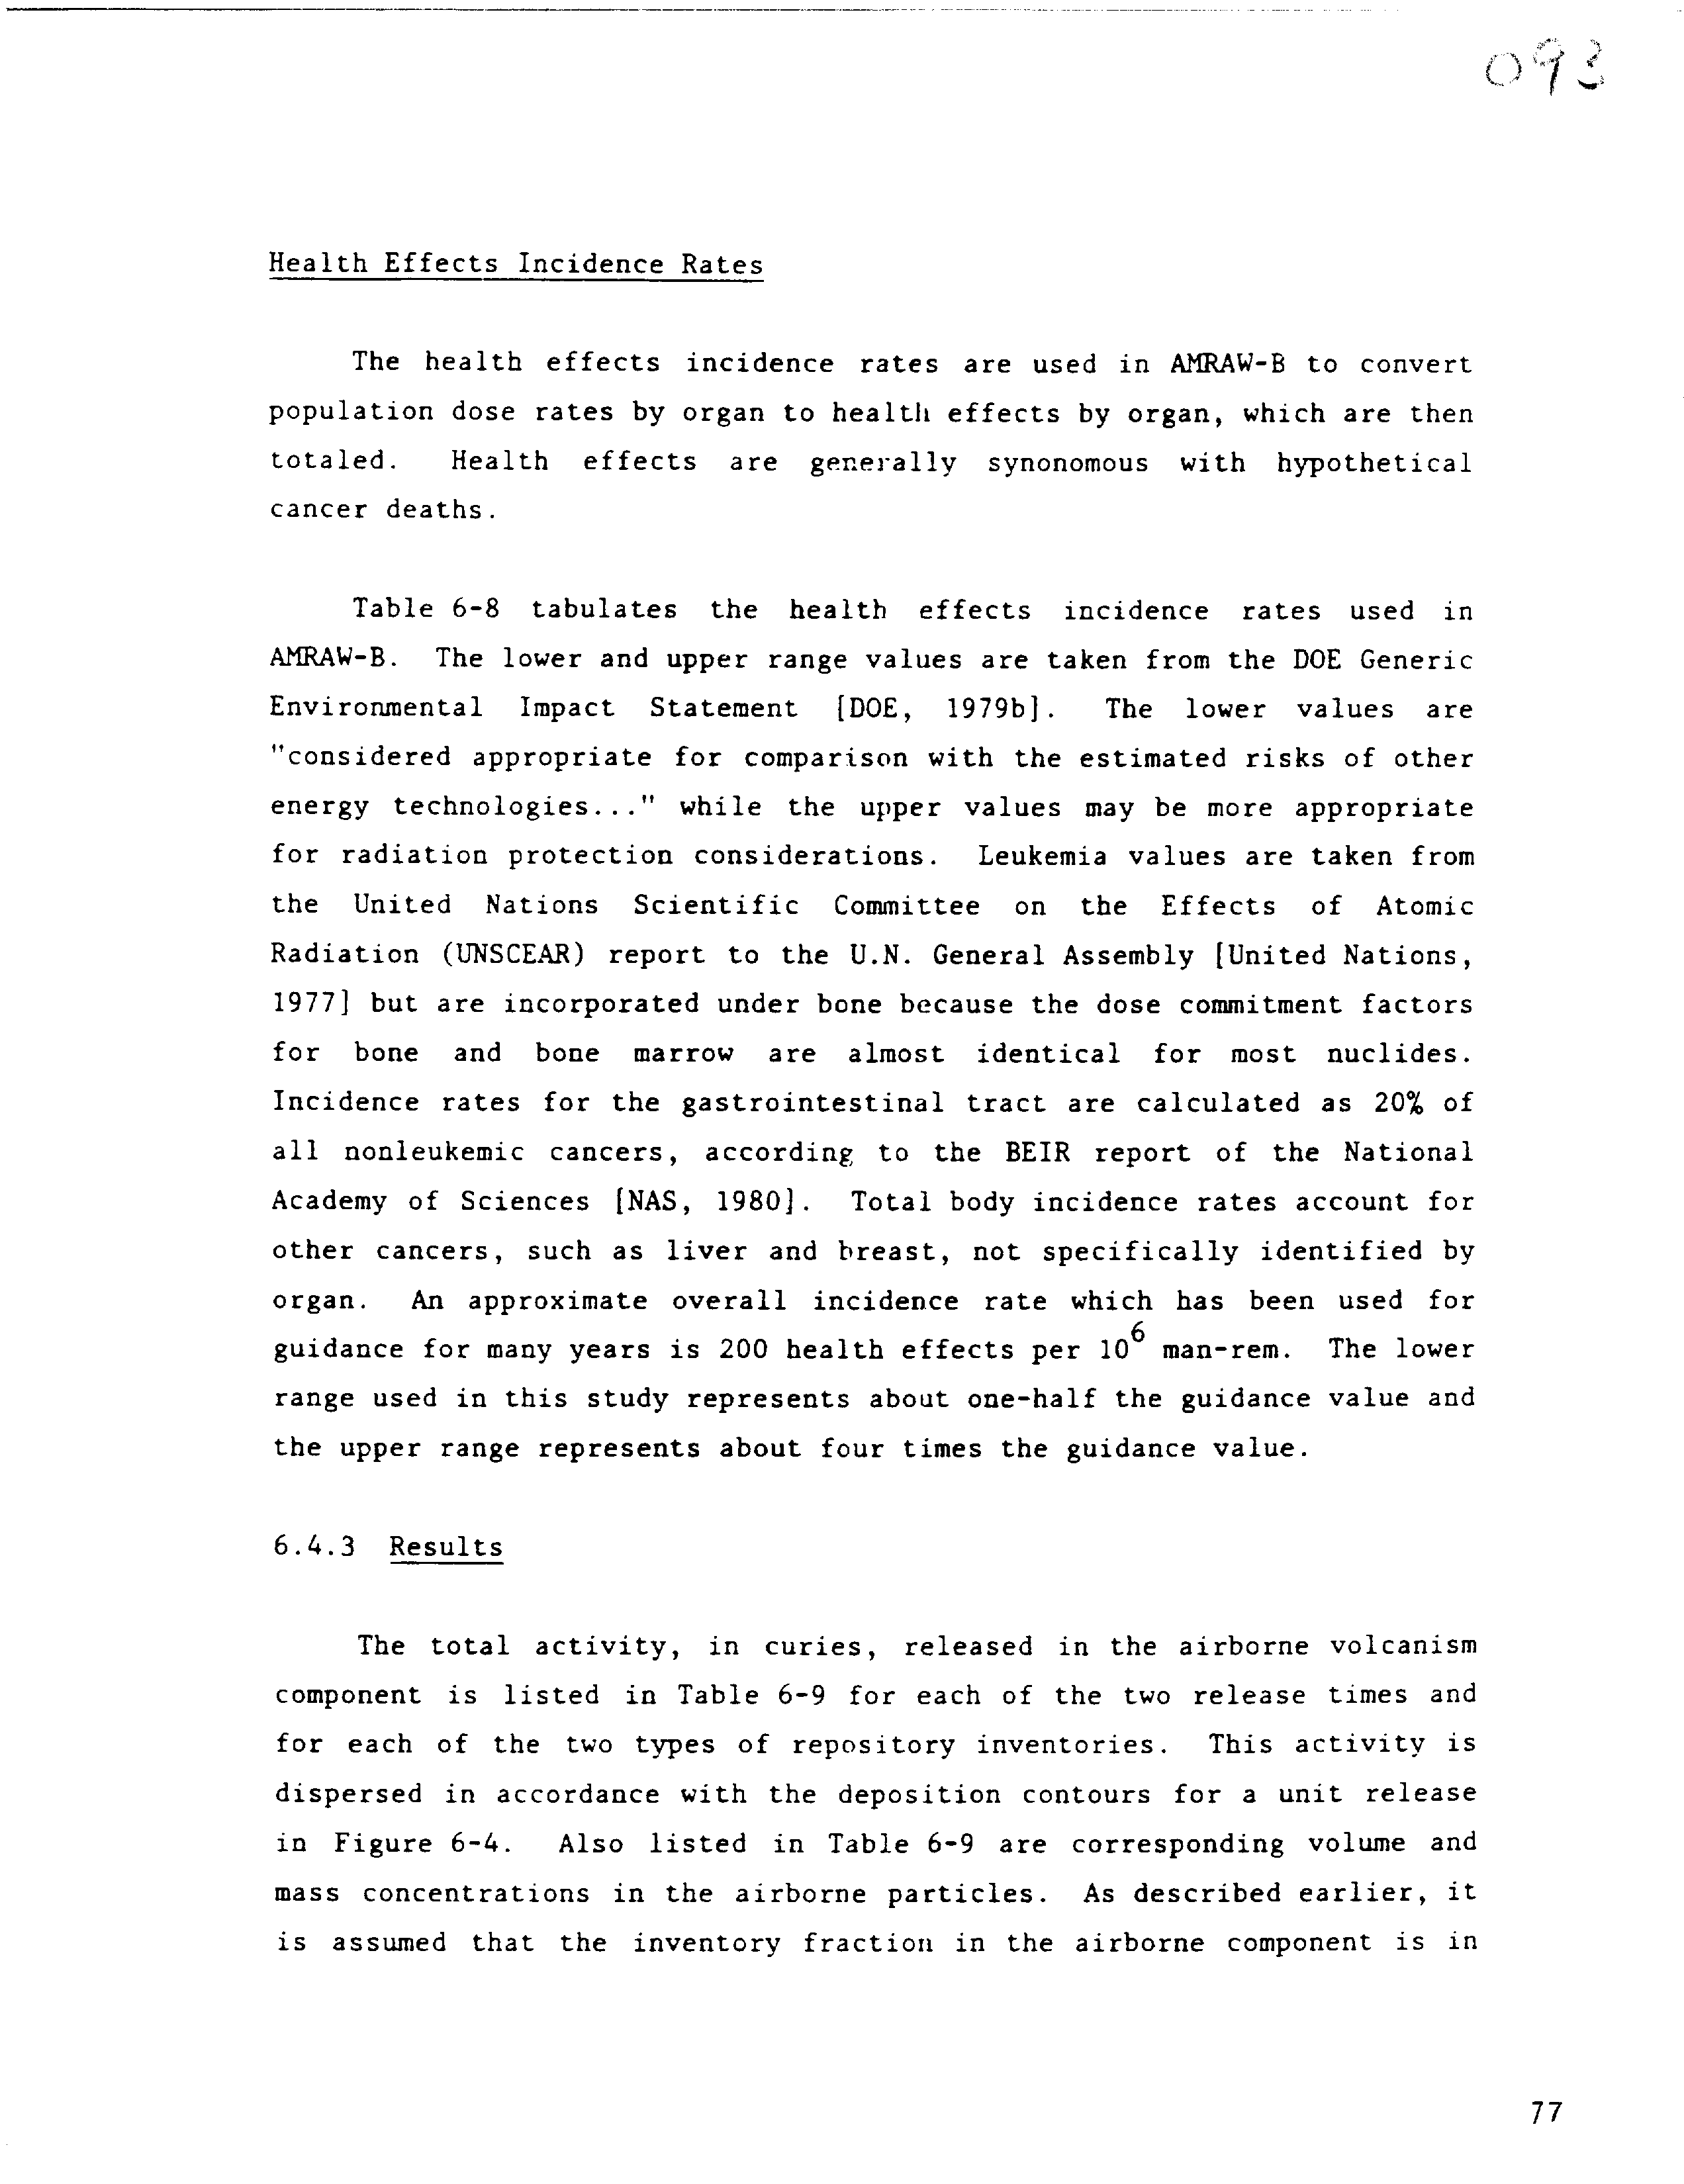 093
Health Effects Incidence Rates
The health effects incidence rates are used in AMRAW-B to convert
population dose rates by organ to health effects by organ, which are then
totaled. Health effects are generally synonomous with hypothetical
cancer deaths.
Table 6-8 tabulates the health effects incidence rates used in
AMRAW-B. The lower and upper range values are taken from the DOE Generic
Environmental Impact Statement [DOE, 1979b]. The lower values are
"considered appropriate for comparison with the estimated risks of other
energy technologies..." while the upper values may be more appropriate
for radiation protection considerations. Leukemia values are taken from
the United Nations Scientific Committee on the Effects of Atomic
Radiation (UNSCEAR) report to the U.N. General Assembly [United Nations,
1977] but are incorporated under bone because the dose commitment factors
for bone and bone marrow are almost identical for most nuclides.
Incidence rates for the gastrointestinal tract are calculated as 20% of
all nonleukemic cancers, according to the BEIR report of the National
Academy of Sciences [NAS, 1980]. Total body incidence rates account for
other cancers, such as liver and breast, not specifically identified by
organ. An approximate overall incidence rate which has been used for
guidance for many years is 200 health effects per 10⁶ man-rem. The lower
range used in this study represents about one-half the guidance value and
the upper range represents about four times the guidance value.
6.4.3 Results
The total activity, in curies, released in the airborne volcanism
component is listed in Table 6-9 for each of the two release times and
for each of the two types of repository inventories. This activity is
dispersed in accordance with the deposition contours for a unit release
in Figure 6-4. Also listed in Table 6-9 are corresponding volume and
mass concentrations in the airborne particles. As described earlier, it
is assumed that the inventory fraction in the airborne component is in
77